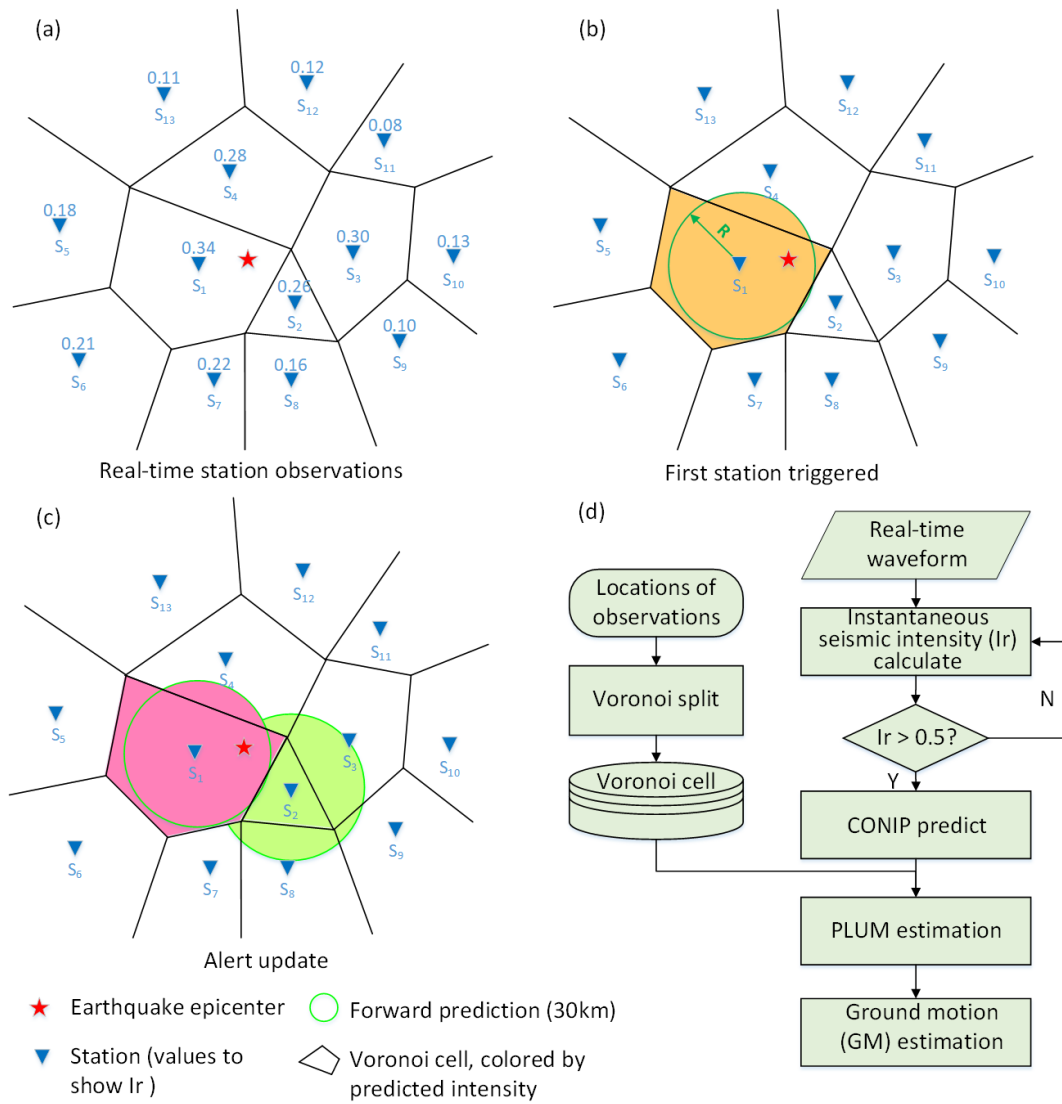 (a)
0.11
S13
0.12
S12
0.08
S11
0.28
S4
0.18
S5
0.34
S1
0.30
S3
0.13
S10
0.26
S2
0.10
S9
0.21
S6
0.22
S7
0.16
S8
Real-time station observations
(b)
S13
S12
S11
S4
R
S5
S1
S3
S10
S2
S9
S6
S7
S8
First station triggered
(c)
S13
S12
S11
S4
S5
S1
S3
S10
S2
S9
S6
S7
S8
Alert update
Earthquake epicenter
Forward prediction (30km)
Station (values to
show Ir )
Voronoi cell, colored by
predicted intensity
(d)
Locations of
observations
Voronoi split
Voronoi cell
Real-time
waveform
Instantaneous
seismic intensity (Ir)
calculate
N
Ir > 0.5?
Y
CONIP predict
PLUM estimation
Ground motion
(GM) estimation